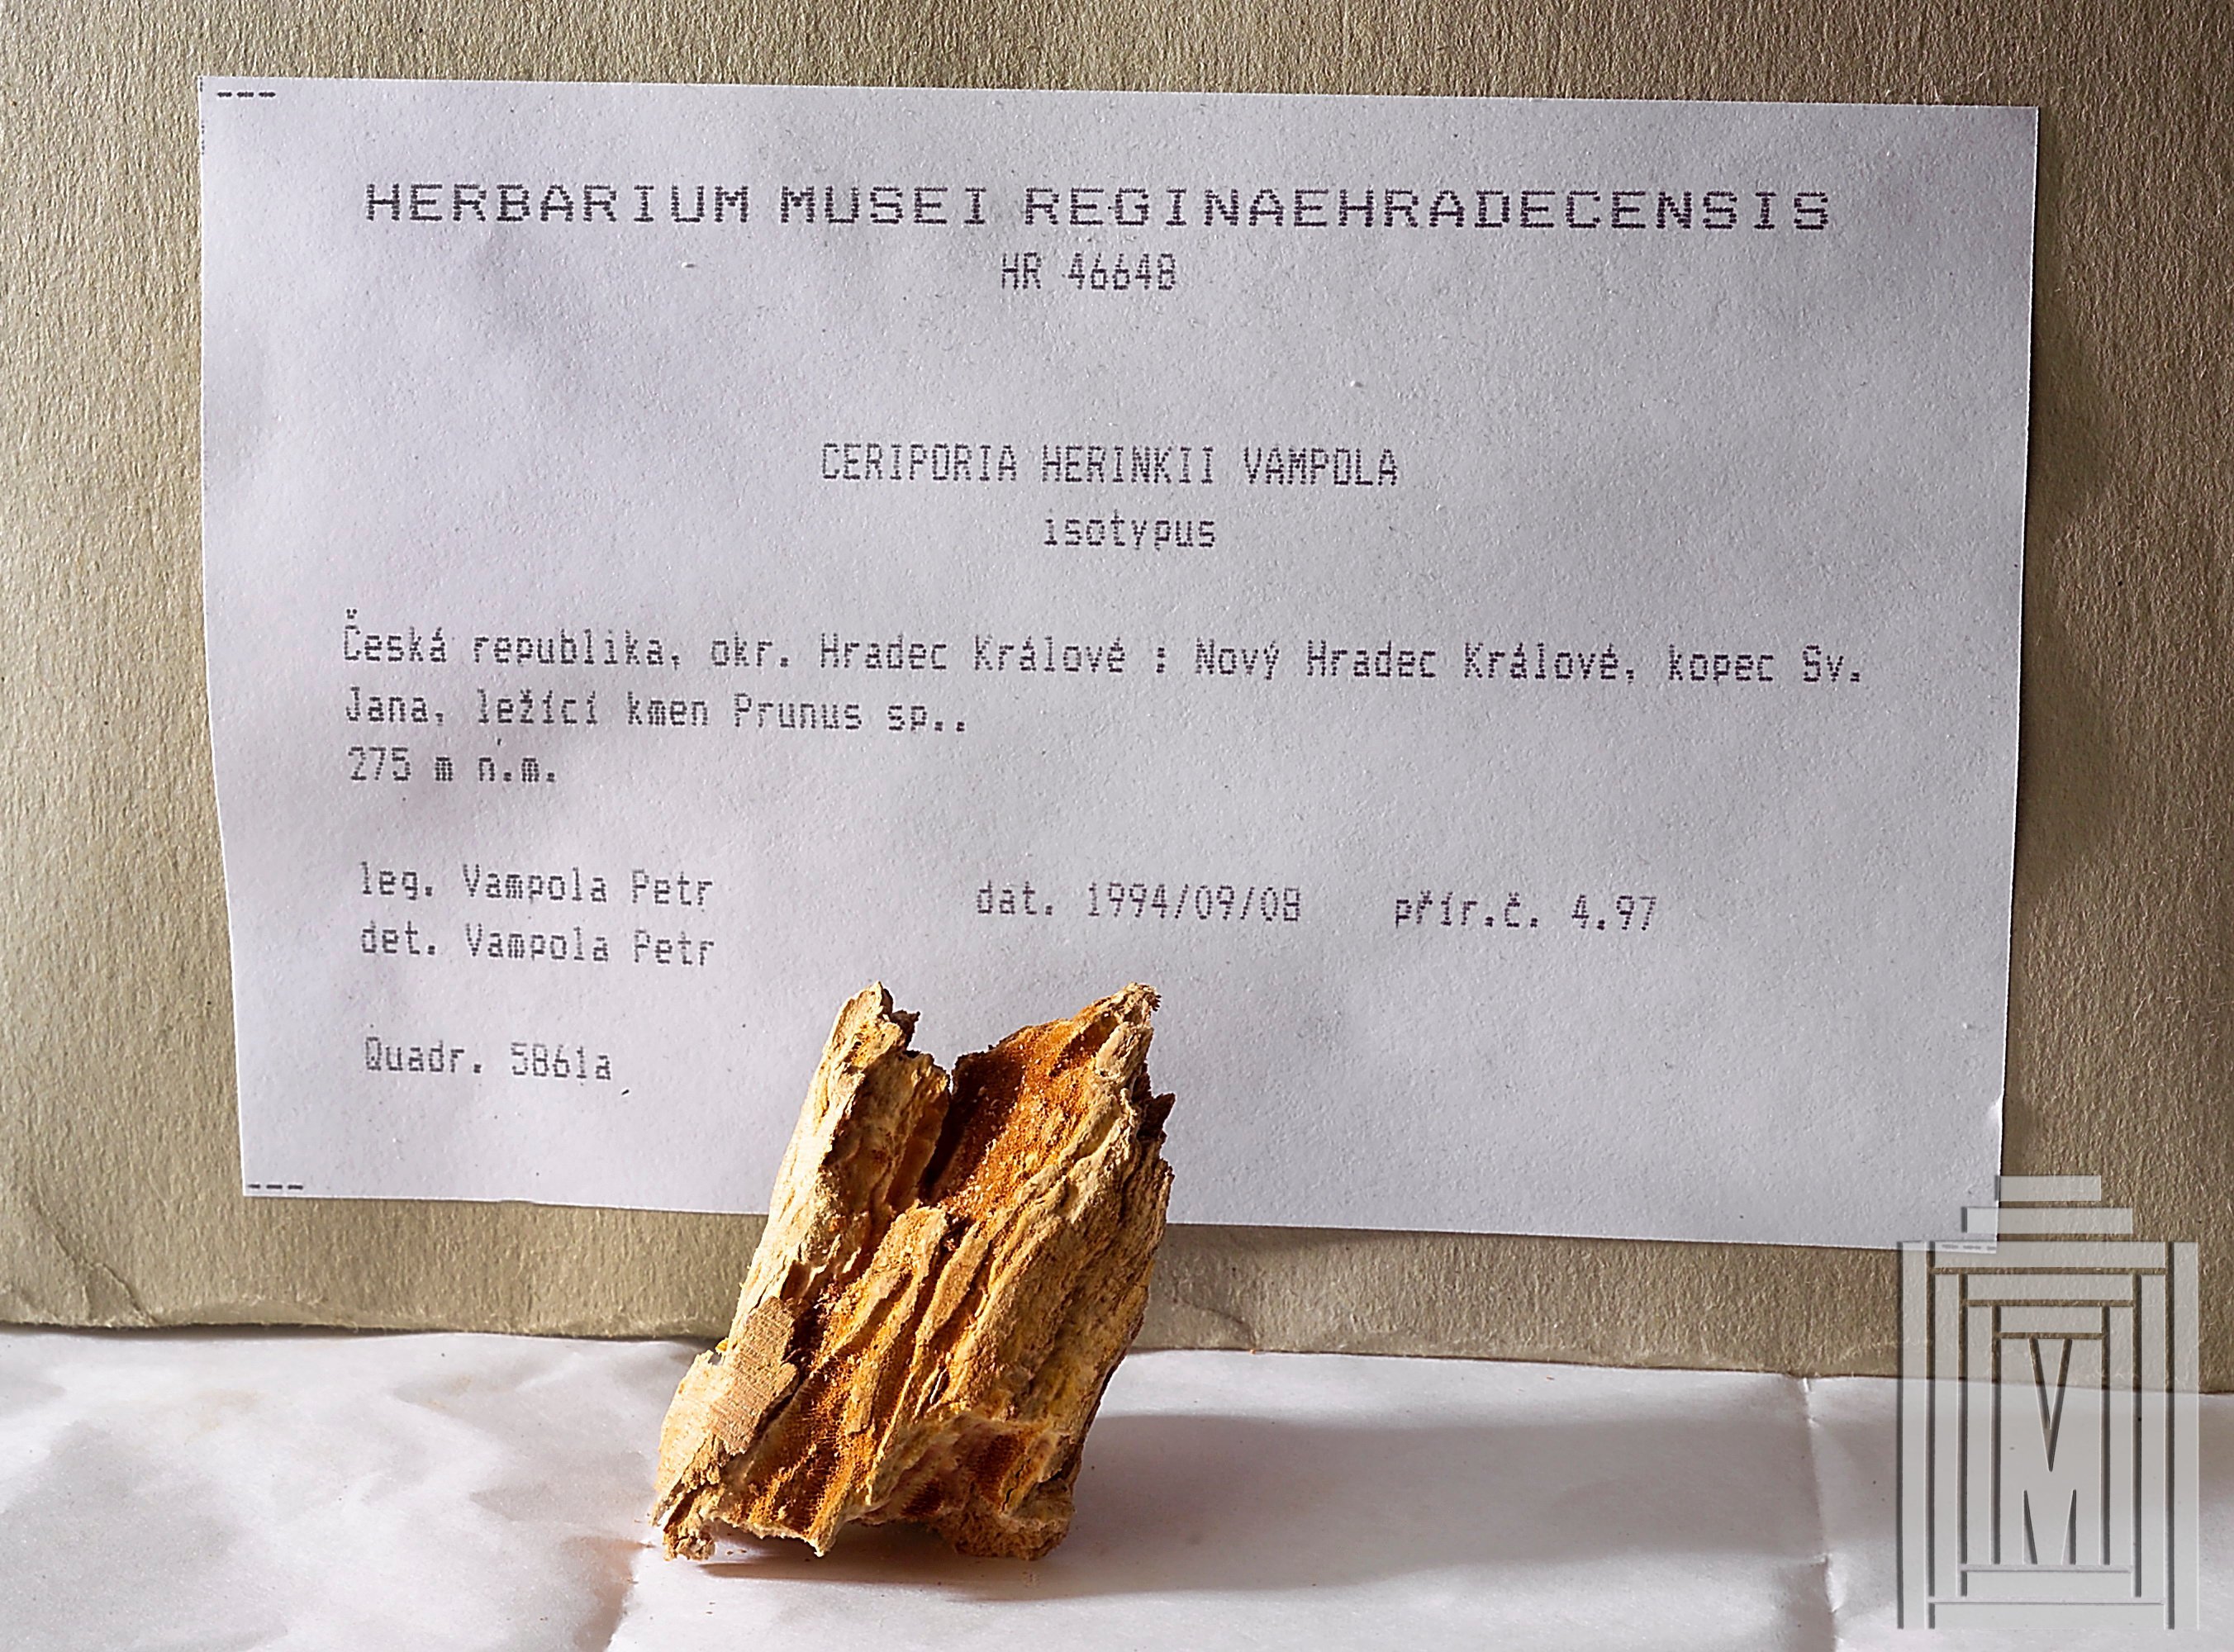 ---
HERBARIUM MUSEI REGINAEHRADECENSIS
HR 46648
CERIPORIA HERINKII VAMPOLA
isotypus
Česká republika, okr. Hradec Králové : Nový Hradec Králové, kopec Sv.
Jana, ležící kmen Prunus sp..
275 m n.m.
leg. Vampola Petr dat. 1994/09/08 přír.č. 4.97
det. Vampola Petr
Quadr. 5861a
---